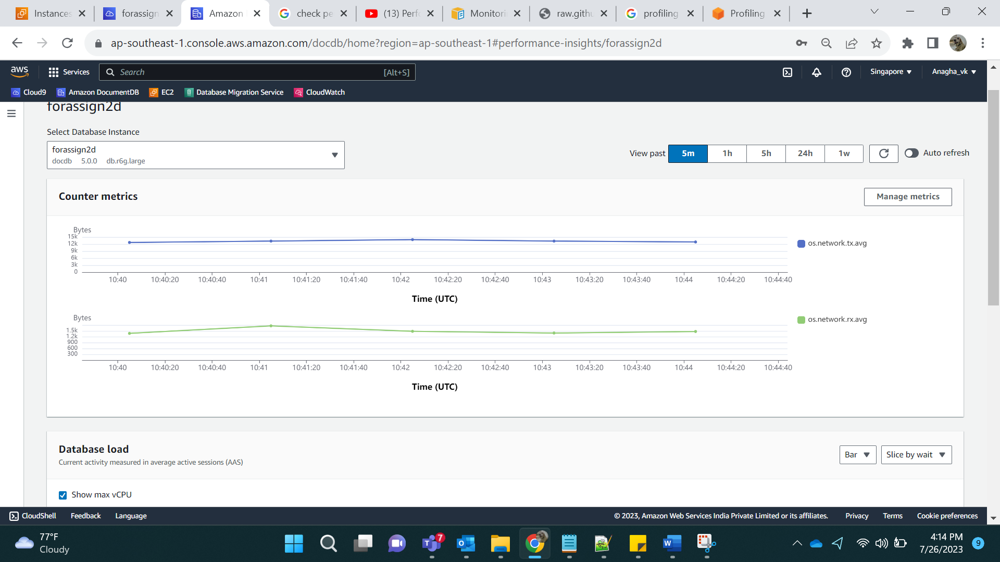 Instances
forassign
Amazon
check pe
(13) Perfo
Monitori
raw.githu
profiling
Profiling
ap-southeast-1.console.aws.amazon.com/docdb/home?region=ap-southeast-1#performance-insights/forassign2d
aws
Services
Search
[Alt+S]
Singapore
Anagha_vk
Cloud9
Amazon DocumentDB
EC2
Database Migration Service
CloudWatch
forassign2d
Select Database Instance
forassign2d
docdb 5.0.0 db.r6g.large
View past 5m 1h 5h 24h 1w
Auto refresh
Counter metrics
Manage metrics
Bytes
15k
12k
9k
6k
3k
0
10:40 10:40:20 10:40:40 10:41 10:41:20 10:41:40 10:42 10:42:20 10:42:40 10:43 10:43:20 10:43:40 10:44 10:44:20 10:44:40
Time (UTC)
os.network.tx.avg
Bytes
1.5k
1.2k
900
600
300
10:40 10:40:20 10:40:40 10:41 10:41:20 10:41:40 10:42 10:42:20 10:42:40 10:43 10:43:20 10:43:40 10:44 10:44:20 10:44:40
Time (UTC)
os.network.rx.avg
Database load
Current activity measured in average active sessions (AAS)
Bar
Slice by wait
Show max vCPU
CloudShell
Feedback
Language
© 2023, Amazon Web Services India Private Limited or its affiliates.
Privacy
Terms
Cookie preferences
77°F
Cloudy
7
4:14 PM
7/26/2023
9